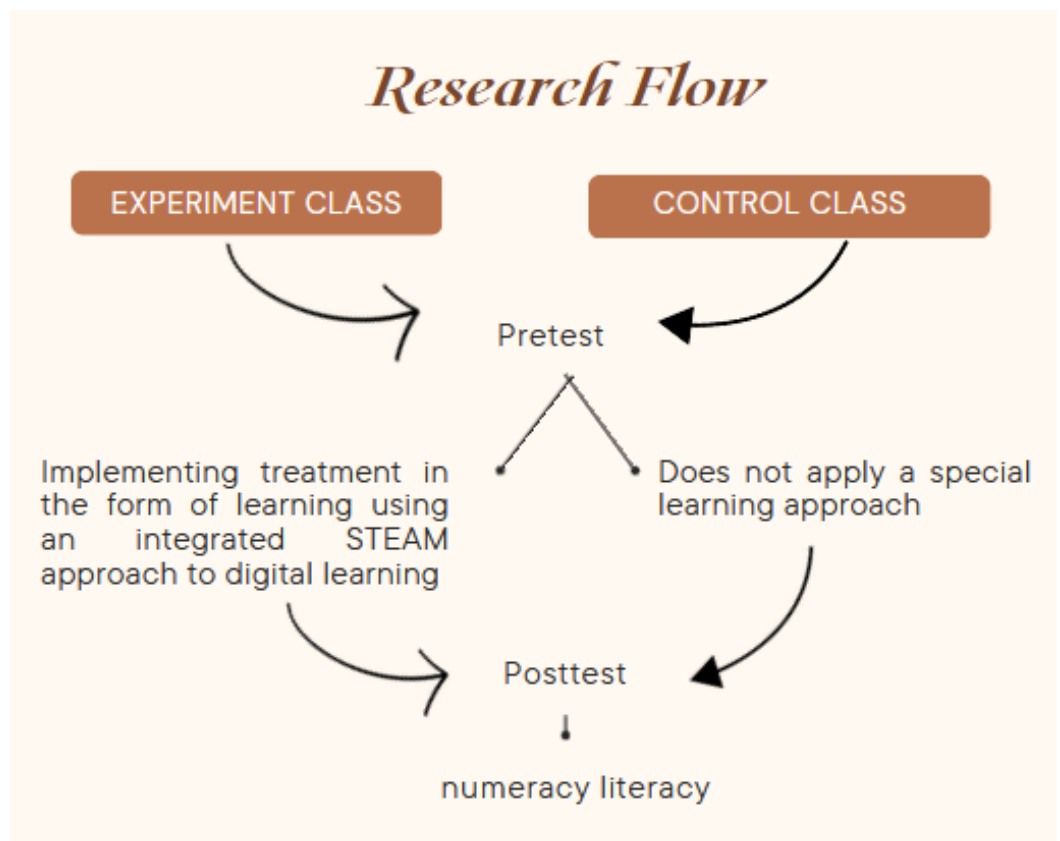 Research Flow
EXPERIMENT CLASS
CONTROL CLASS
Pretest
Implementing treatment in
the form of learning using
an integrated STEAM
approach to digital learning
Does not apply a special
learning approach
Posttest
numeracy literacy